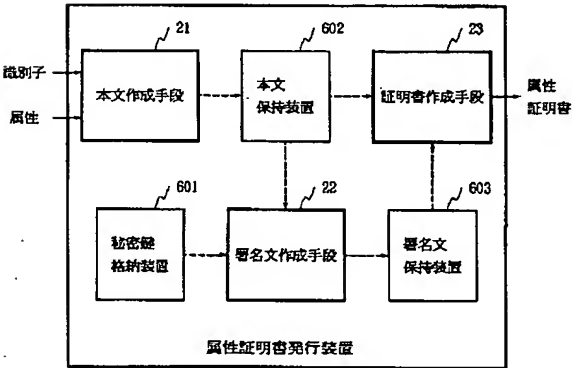 21
602
23
識別子
属性
本文作成手段
本文
保持装置
証明書作成手段
属性
証明書
601
22
603
秘密鍵
格納装置
署名文作成手段
署名文
保持装置
属性証明書発行装置